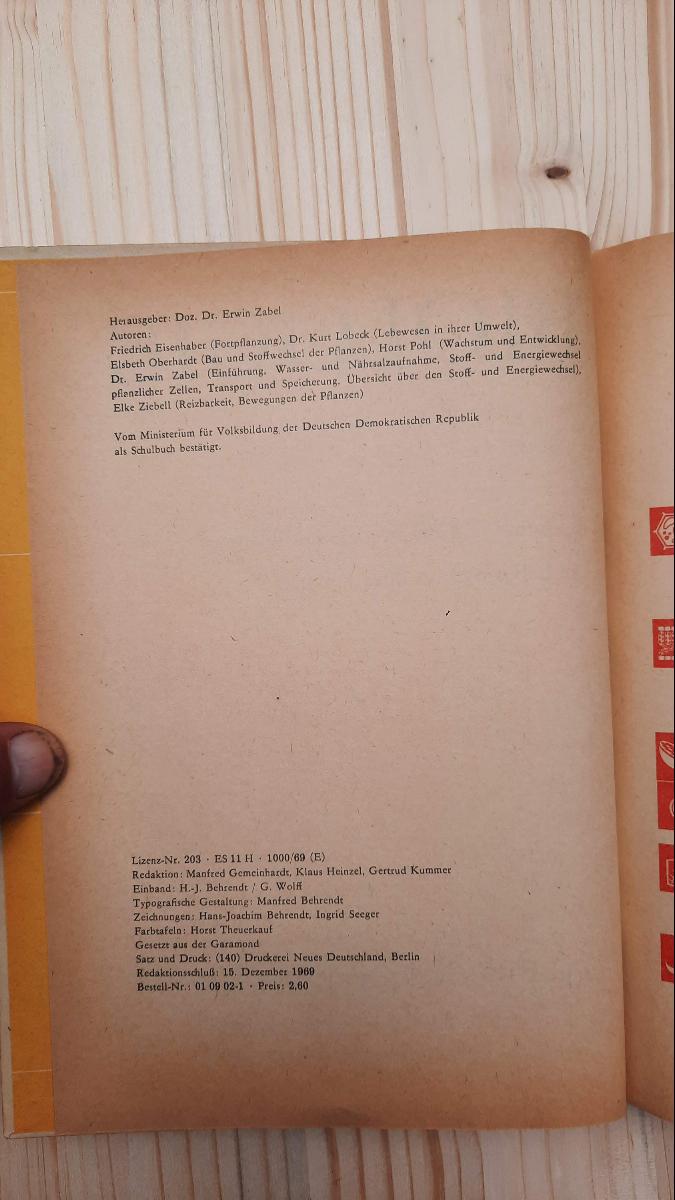 Herausgeber: Doz. Dr. Erwin Zabel
Autoren:
Friedrich Eisenhaber (Fortpflanzung), Dr. Kurt Lobeck (Lebewesen in ihrer Umwelt),
Elsbeth Oberhardt (Bau und Stoffwechsel der Pflanzen), Horst Pohl (Wachstum und Entwicklung),
Dr. Erwin Zabel (Einführung, Wasser- und Nährsalzaufnahme, Stoff- und Energiewechsel
pflanzlicher Zellen, Transport und Speicherung, Übersicht über den Stoff- und Energiewechsel),
Elke Ziebell (Reizbarkeit, Bewegungen der Pflanzen)
Vom Ministerium für Volksbildung der Deutschen Demokratischen Republik
als Schulbuch bestätigt.
Lizenz-Nr. 203 · ES 11 H · 1000/69 (E)
Redaktion: Manfred Gemeinhardt, Klaus Heinzel, Gertrud Kummer
Einband: H.-J. Behrendt / G. Wolff
Typografische Gestaltung: Manfred Behrendt
Zeichnungen: Hans-Joachim Behrendt, Ingrid Seeger
Farbtafeln: Horst Theuerkauf
Gesetzt aus der Garamond
Satz und Druck: (140) Druckerei Neues Deutschland, Berlin
Redaktionsschluß: 15. Dezember 1969
Bestell-Nr.: 01 09 02-1 · Preis: 2,60